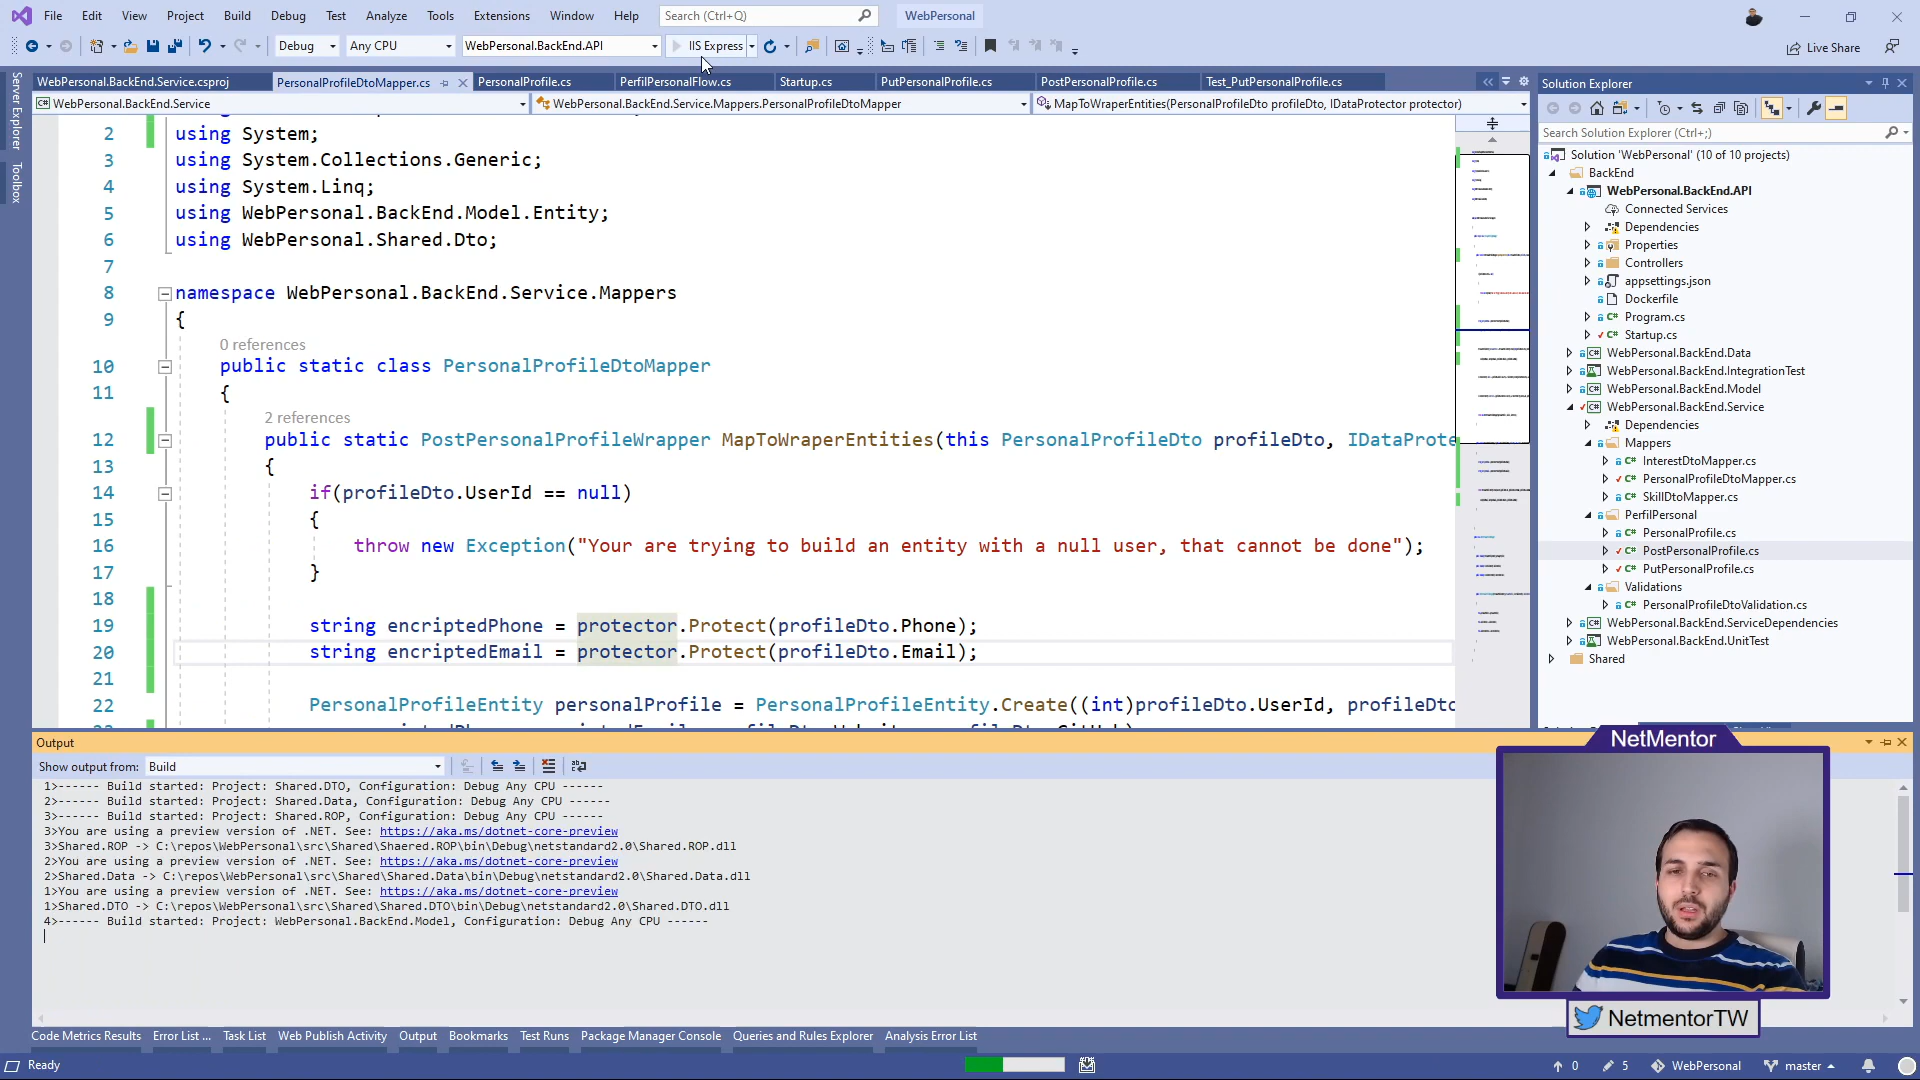 File Edit View Project Build Debug Test Analyze Tools Extensions Window Help Search (Ctrl+Q) WebPersonal
Debug Any CPU WebPersonal.BackEnd.API IIS Express Live Share
Server Explorer
Toolbox
WebPersonal.BackEnd.Service.csproj PersonalProfileDtoMapper.cs PersonalProfile.cs PerfilPersonalFlow.cs Startup.cs PutPersonalProfile.cs PostPersonalProfile.cs Test_PutPersonalProfile.cs
WebPersonal.BackEnd.Service WebPersonal.BackEnd.Service.Mappers.PersonalProfileDtoMapper MapToWraperEntities(PersonalProfileDto profileDto, IDataProtector protector)
2 using System;
3 using System.Collections.Generic;
4 using System.Linq;
5 using WebPersonal.BackEnd.Model.Entity;
6 using WebPersonal.Shared.Dto;
7
8 namespace WebPersonal.BackEnd.Service.Mappers
9 {
0 references
10 public static class PersonalProfileDtoMapper
11 {
2 references
12 public static PostPersonalProfileWrapper MapToWraperEntities(this PersonalProfileDto profileDto, IDataProte
13 {
14 if(profileDto.UserId == null)
15 {
16 throw new Exception("Your are trying to build an entity with a null user, that cannot be done");
17 }
18
19 string encriptedPhone = protector.Protect(profileDto.Phone);
20 string encriptedEmail = protector.Protect(profileDto.Email);
21
22 PersonalProfileEntity personalProfile = PersonalProfileEntity.Create((int)profileDto.UserId, profileDto
Solution Explorer
Search Solution Explorer (Ctrl+;)
Solution 'WebPersonal' (10 of 10 projects)
BackEnd
WebPersonal.BackEnd.API
Connected Services
Dependencies
Properties
Controllers
appsettings.json
Dockerfile
Program.cs
Startup.cs
WebPersonal.BackEnd.Data
WebPersonal.BackEnd.IntegrationTest
WebPersonal.BackEnd.Model
WebPersonal.BackEnd.Service
Dependencies
Mappers
InterestDtoMapper.cs
PersonalProfileDtoMapper.cs
SkillDtoMapper.cs
PerfilPersonal
PersonalProfile.cs
PostPersonalProfile.cs
PutPersonalProfile.cs
Validations
PersonalProfileDtoValidation.cs
WebPersonal.BackEnd.ServiceDependencies
WebPersonal.BackEnd.UnitTest
Shared
Output
Show output from: Build
1>------ Build started: Project: Shared.DTO, Configuration: Debug Any CPU ------
2>------ Build started: Project: Shared.Data, Configuration: Debug Any CPU ------
3>------ Build started: Project: Shared.ROP, Configuration: Debug Any CPU ------
3>You are using a preview version of .NET. See: https://aka.ms/dotnet-core-preview
3>Shared.ROP -> C:\repos\WebPersonal\src\Shared\Shaered.ROP\bin\Debug\netstandard2.0\Shared.ROP.dll
2>You are using a preview version of .NET. See: https://aka.ms/dotnet-core-preview
2>Shared.Data -> C:\repos\WebPersonal\src\Shared\Shared.Data\bin\Debug\netstandard2.0\Shared.Data.dll
1>You are using a preview version of .NET. See: https://aka.ms/dotnet-core-preview
1>Shared.DTO -> C:\repos\WebPersonal\src\Shared\Shared.DTO\bin\Debug\netstandard2.0\Shared.DTO.dll
4>------ Build started: Project: WebPersonal.BackEnd.Model, Configuration: Debug Any CPU ------
NetMentor
NetmentorTW
Code Metrics Results Error List ... Task List Web Publish Activity Output Bookmarks Test Runs Package Manager Console Queries and Rules Explorer Analysis Error List
Ready 0 5 WebPersonal master